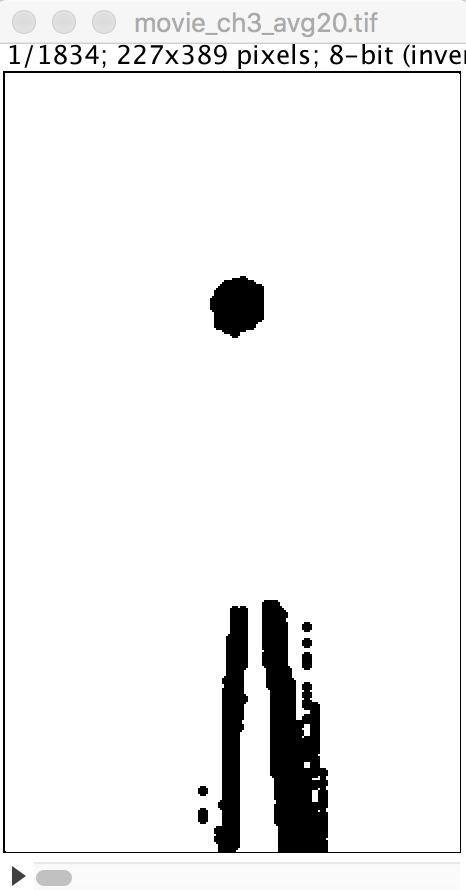 movie_ch3_avg20.tif
1/1834; 227x389 pixels; 8-bit (inver